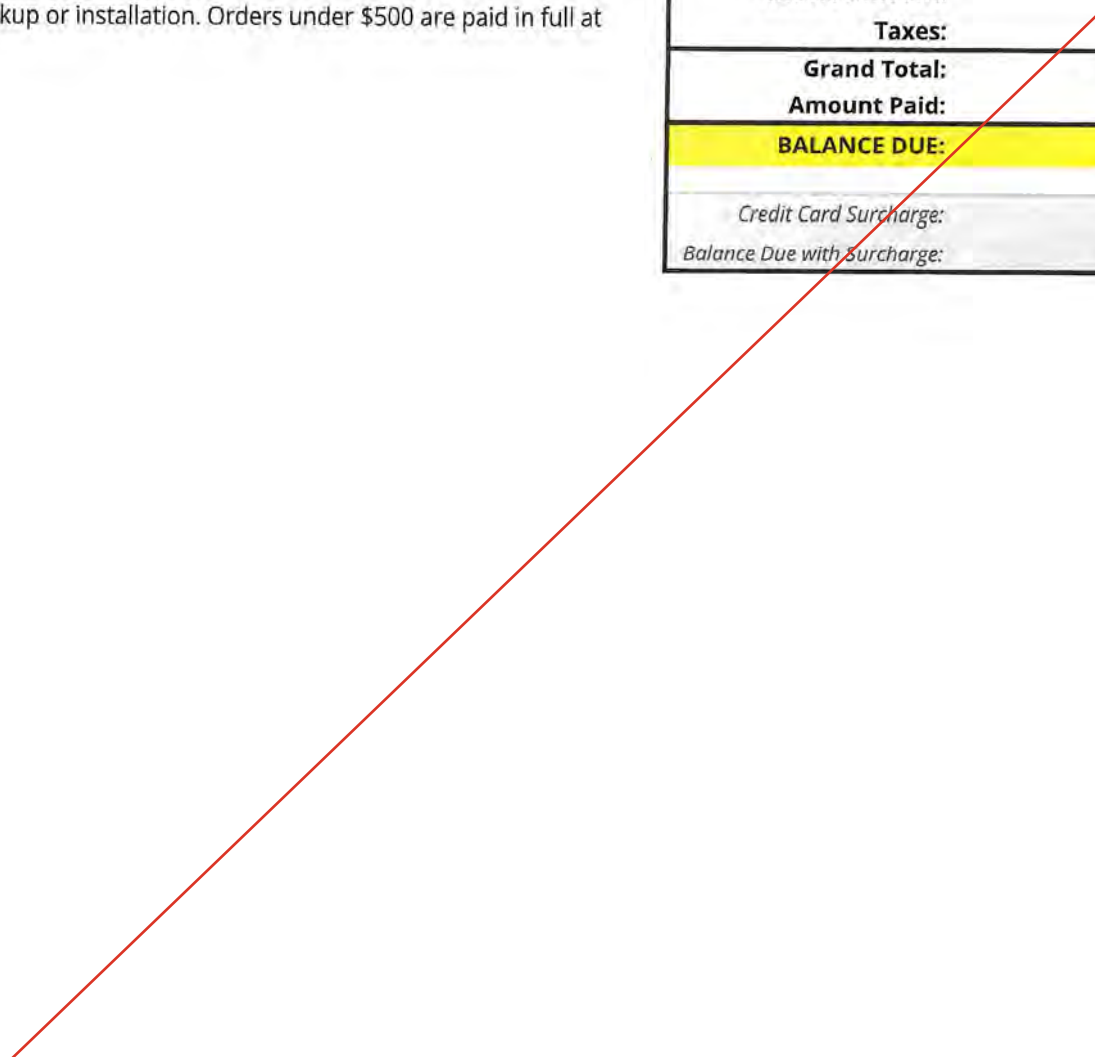 kup or installation. Orders under $500 are paid in full at
Taxes:
Grand Total:
Amount Paid:
BALANCE DUE:
Credit Card Surcharge:
Balance Due with Surcharge: